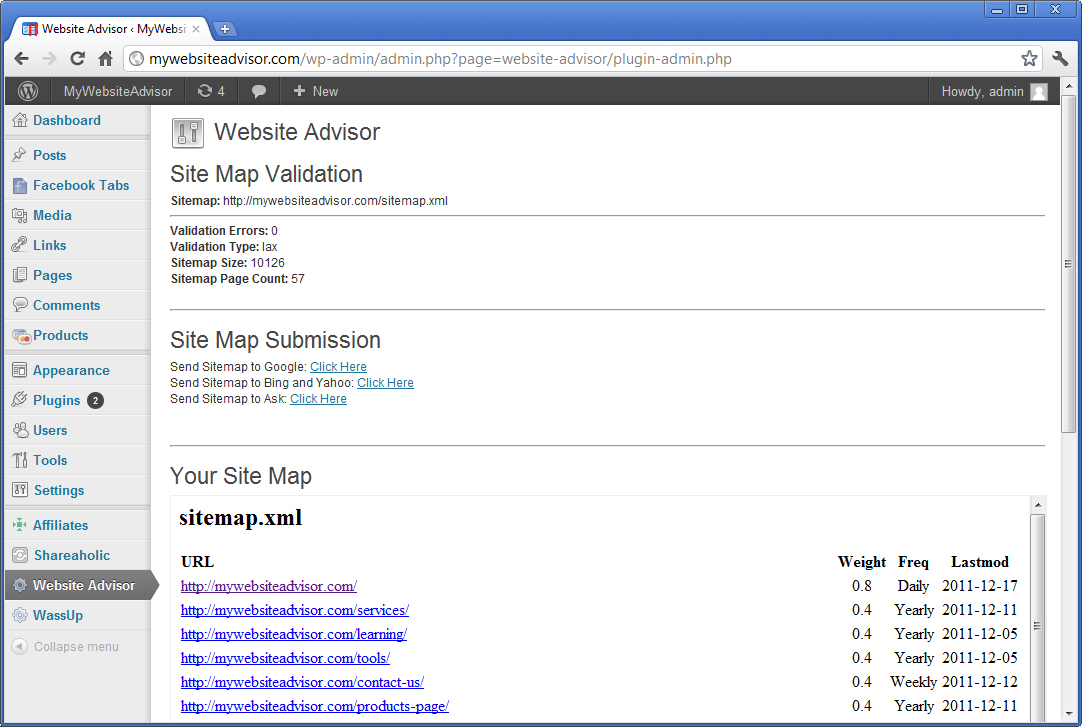 Website Advisor ‹ MyWebsi
mywebsiteadvisor.com/wp-admin/admin.php?page=website-advisor/plugin-admin.php
MyWebsiteAdvisor 4 + New Howdy, admin
Dashboard
Posts
Facebook Tabs
Media
Links
Pages
Comments
Products
Appearance
Plugins 2
Users
Tools
Settings
Affiliates
Shareaholic
Website Advisor
WassUp
Collapse menu
Website Advisor
Site Map Validation
Sitemap: http://mywebsiteadvisor.com/sitemap.xml
Validation Errors: 0
Validation Type: lax
Sitemap Size: 10126
Sitemap Page Count: 57
Site Map Submission
Send Sitemap to Google: Click Here
Send Sitemap to Bing and Yahoo: Click Here
Send Sitemap to Ask: Click Here
Your Site Map
sitemap.xml
URL Weight Freq Lastmod
http://mywebsiteadvisor.com/ 0.8 Daily 2011-12-17
http://mywebsiteadvisor.com/services/ 0.4 Yearly 2011-12-11
http://mywebsiteadvisor.com/learning/ 0.4 Yearly 2011-12-05
http://mywebsiteadvisor.com/tools/ 0.4 Yearly 2011-12-05
http://mywebsiteadvisor.com/contact-us/ 0.4 Weekly 2011-12-12
http://mywebsiteadvisor.com/products-page/ 0.4 Yearly 2011-12-11